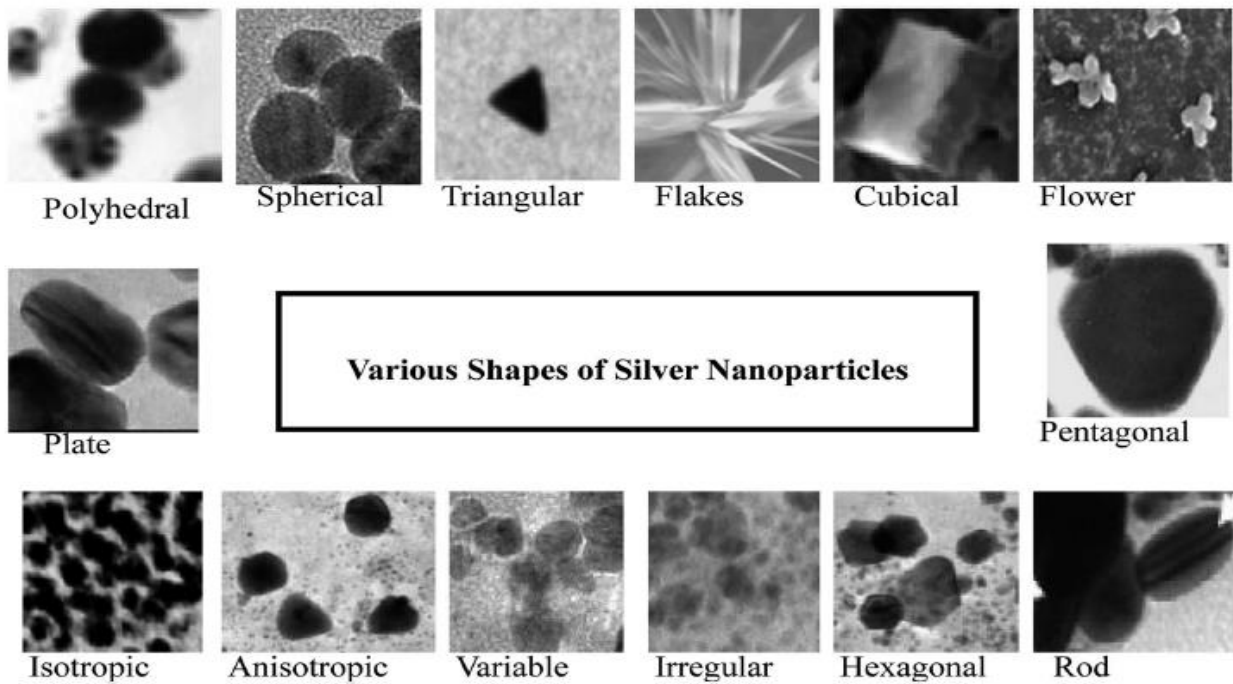 Polyhedral
Spherical
Triangular
Flakes
Cubical
Flower
Various Shapes of Silver Nanoparticles
Plate
Pentagonal
Isotropic
Anisotropic
Variable
Irregular
Hexagonal
Rod